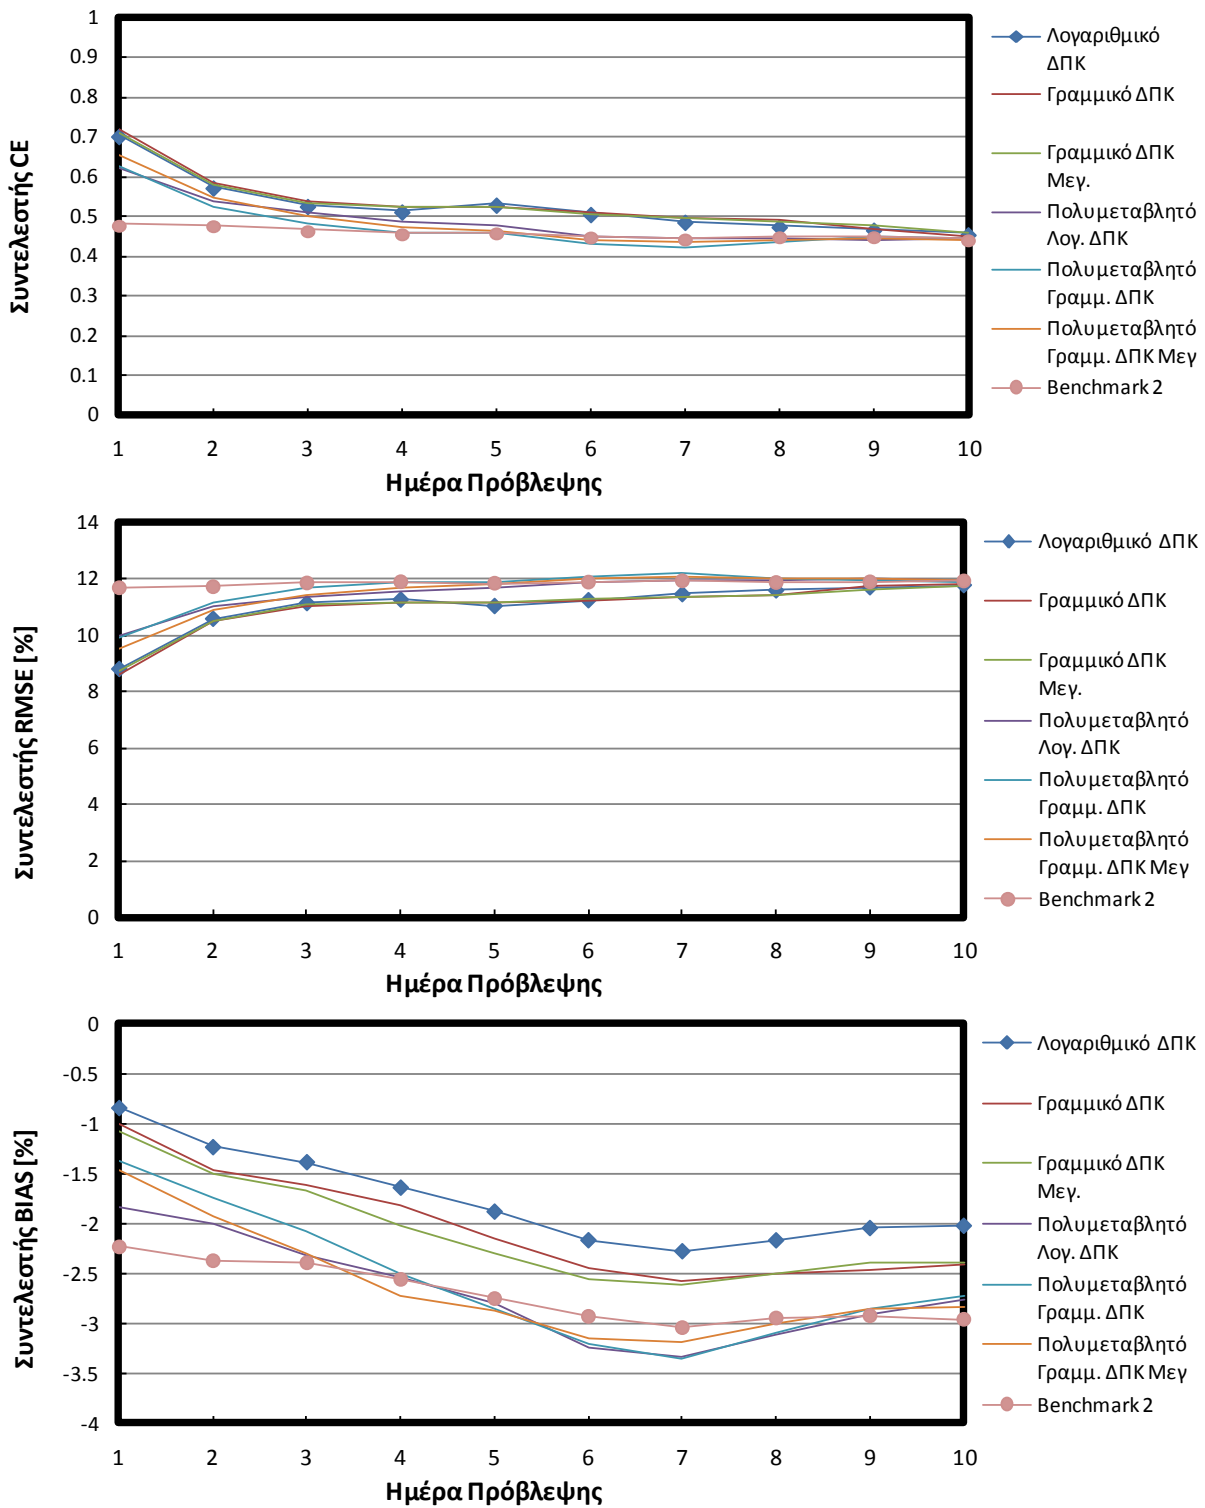 Συντελεστής CE
1
0.9
0.8
0.7
0.6
0.5
0.4
0.3
0.2
0.1
0
1 2 3 4 5 6 7 8 9 10
Ημέρα Πρόβλεψης
Λογαριθμικό
ΔΠΚ
Γραμμικό ΔΠΚ
Γραμμικό ΔΠΚ
Μεγ.
Πολυμεταβλητό
Λογ. ΔΠΚ
Πολυμεταβλητό
Γραμμ. ΔΠΚ
Πολυμεταβλητό
Γραμμ. ΔΠΚ Μεγ
Benchmark 2
Συντελεστής RMSE [%]
14
12
10
8
6
4
2
0
1 2 3 4 5 6 7 8 9 10
Ημέρα Πρόβλεψης
Λογαριθμικό ΔΠΚ
Γραμμικό ΔΠΚ
Γραμμικό ΔΠΚ
Μεγ.
Πολυμεταβλητό
Λογ. ΔΠΚ
Πολυμεταβλητό
Γραμμ. ΔΠΚ
Πολυμεταβλητό
Γραμμ. ΔΠΚ Μεγ
Benchmark 2
Συντελεστής BIAS [%]
0
-0.5
-1
-1.5
-2
-2.5
-3
-3.5
-4
1 2 3 4 5 6 7 8 9 10
Ημέρα Πρόβλεψης
Λογαριθμικό ΔΠΚ
Γραμμικό ΔΠΚ
Γραμμικό ΔΠΚ
Μεγ.
Πολυμεταβλητό
Λογ. ΔΠΚ
Πολυμεταβλητό
Γραμμ. ΔΠΚ
Πολυμεταβλητό
Γραμμ. ΔΠΚ Μεγ
Benchmark 2